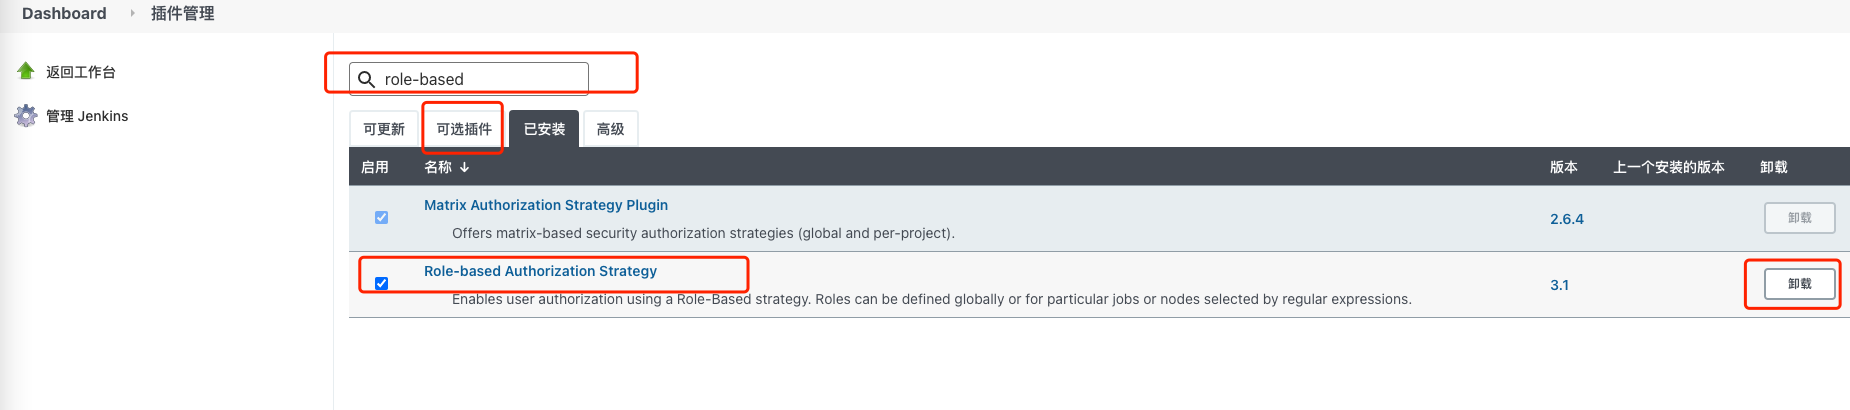 Dashboard 插件管理
返回工作台
管理 Jenkins
role-based
可更新 可选插件 已安装 高级
启用 名称 ↓ 版本 上一个安装的版本 卸载
Matrix Authorization Strategy Plugin
Offers matrix-based security authorization strategies (global and per-project).
2.6.4
卸载
Role-based Authorization Strategy
Enables user authorization using a Role-Based strategy. Roles can be defined globally or for particular jobs or nodes selected by regular expressions.
3.1
卸载